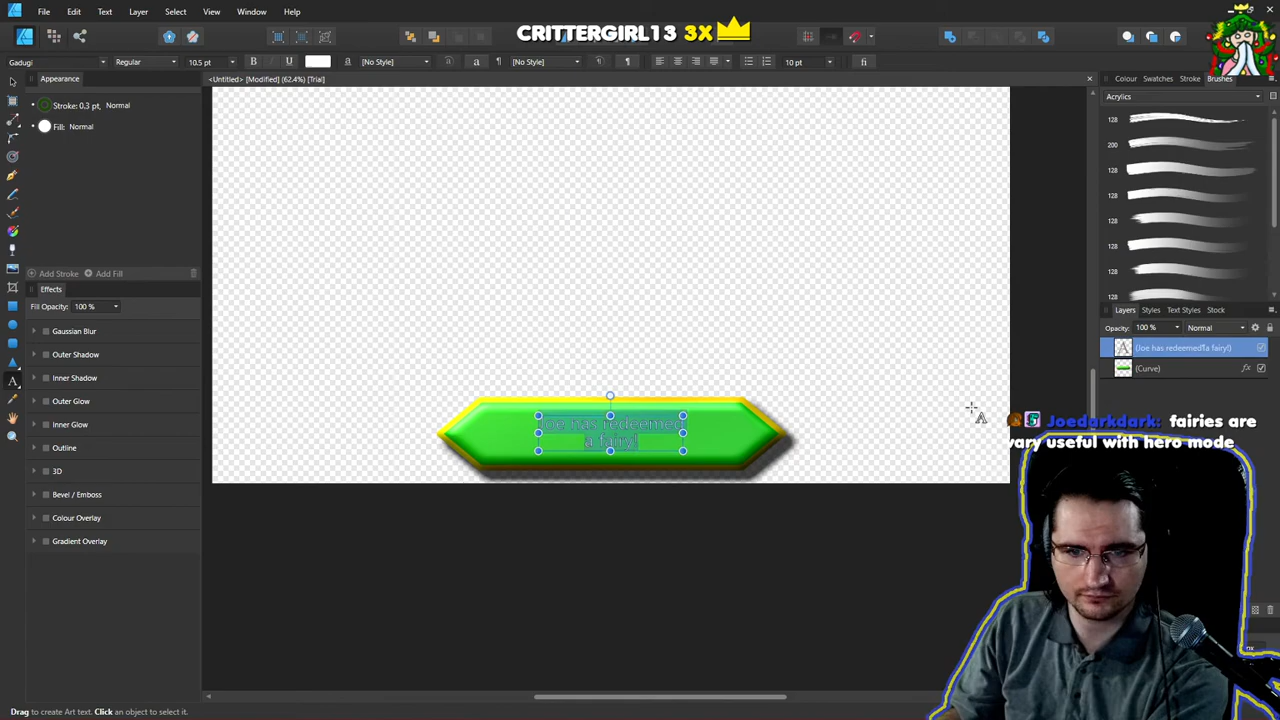 File Edit Text Layer Select View Window Help
CRITTERGIRL13 3X
Gadugi Regular 10.5 pt B I U a [No Style] a ¶ [No Style] ¶ 10 pt fi
Appearance
Stroke: 0.3 pt, Normal
Fill: Normal
Add Stroke Add Fill
Effects
Fill Opacity: 100 %
Gaussian Blur
Outer Shadow
Inner Shadow
Outer Glow
Inner Glow
Outline
3D
Bevel / Emboss
Colour Overlay
Gradient Overlay
<Untitled> [Modified] (62.4%) [Trial]
Joe has redeemed
a fairy!
Colour Swatches Stroke Brushes
Acrylics
128
200
128
128
128
128
128
128
Layers Styles Text Styles Stock
Opacity: 100 % Normal
(Joe has redeemed¶a fairy!)
(Curve) fx
Joedarkdark: fairies are
vary useful with hero mode
Drag to create Art text. Click an object to select it.